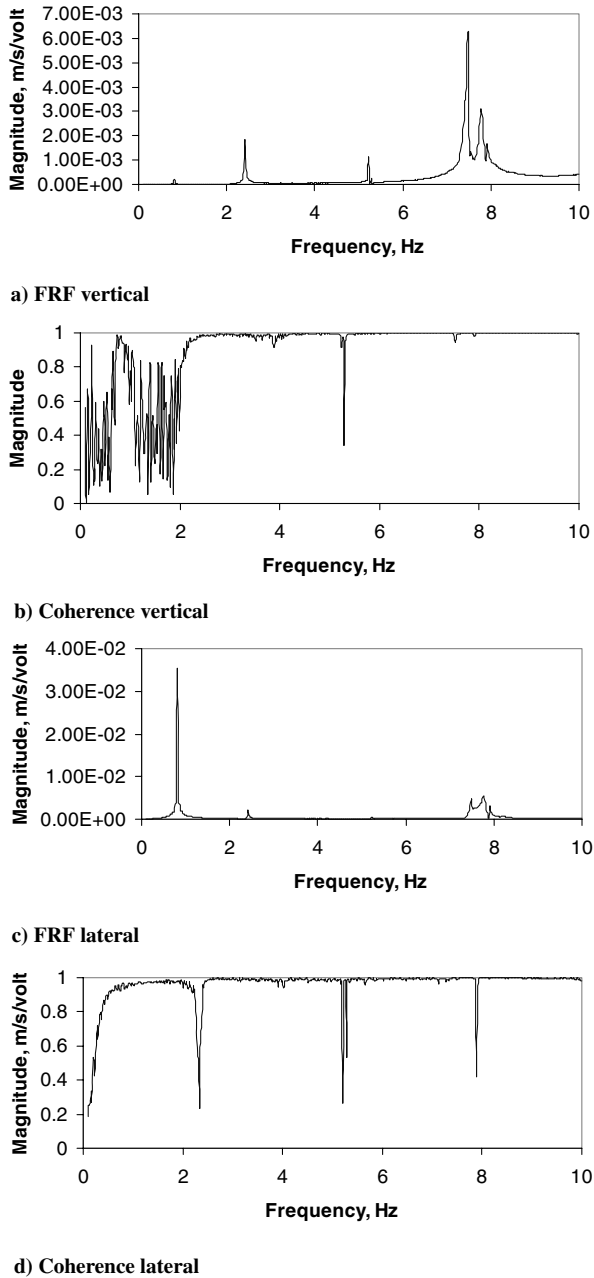 Magnitude, m/s/volt
7.00E-03
6.00E-03
5.00E-03
4.00E-03
3.00E-03
2.00E-03
1.00E-03
0.00E+00
0 2 4 6 8 10
Frequency, Hz
a) FRF vertical
Magnitude
1
0.8
0.6
0.4
0.2
0
0 2 4 6 8 10
Frequency, Hz
b) Coherence vertical
Magnitude, m/s/volt
4.00E-02
3.00E-02
2.00E-02
1.00E-02
0.00E+00
0 2 4 6 8 10
Frequency, Hz
c) FRF lateral
Magnitude, m/s/volt
1
0.8
0.6
0.4
0.2
0
0 2 4 6 8 10
Frequency, Hz
d) Coherence lateral